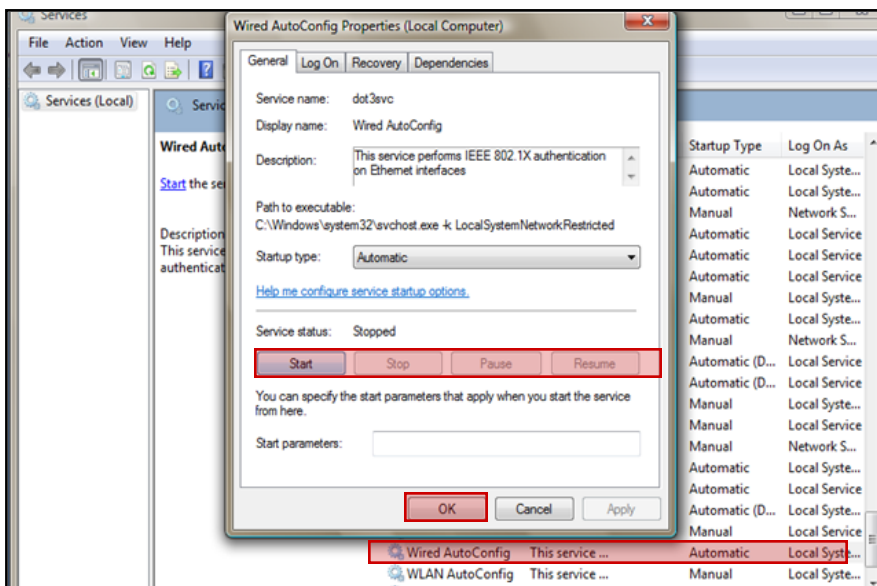 Services
File Action View Help
Services (Local)
Servic
Wired Auto
Start the se
Description
This service
authenticat
Wired AutoConfig Properties (Local Computer)
General Log On Recovery Dependencies
Service name: dot3svc
Display name: Wired AutoConfig
Description: This service performs IEEE 802.1X authentication
on Ethernet interfaces
Path to executable:
C:\Windows\system32\svchost.exe -k LocalSystemNetworkRestricted
Startup type: Automatic
Help me configure service startup options.
Service status: Stopped
Start Stop Pause Resume
You can specify the start parameters that apply when you start the service
from here.
Start parameters:
OK Cancel Apply
Startup Type Log On As
Automatic Local Syste...
Automatic Local Syste...
Manual Network S...
Automatic Local Service
Automatic Local Service
Automatic Local Service
Manual Local Syste...
Automatic Local Syste...
Manual Network S...
Automatic (D... Local Service
Automatic (D... Local Service
Manual Local Syste...
Manual Local Service
Manual Network S...
Automatic Local Syste...
Automatic Local Service
Automatic (D... Local Syste...
Manual Local Service
Wired AutoConfig This service ... Automatic Local Syste...
WLAN AutoConfig This service ... Manual Local Syste...